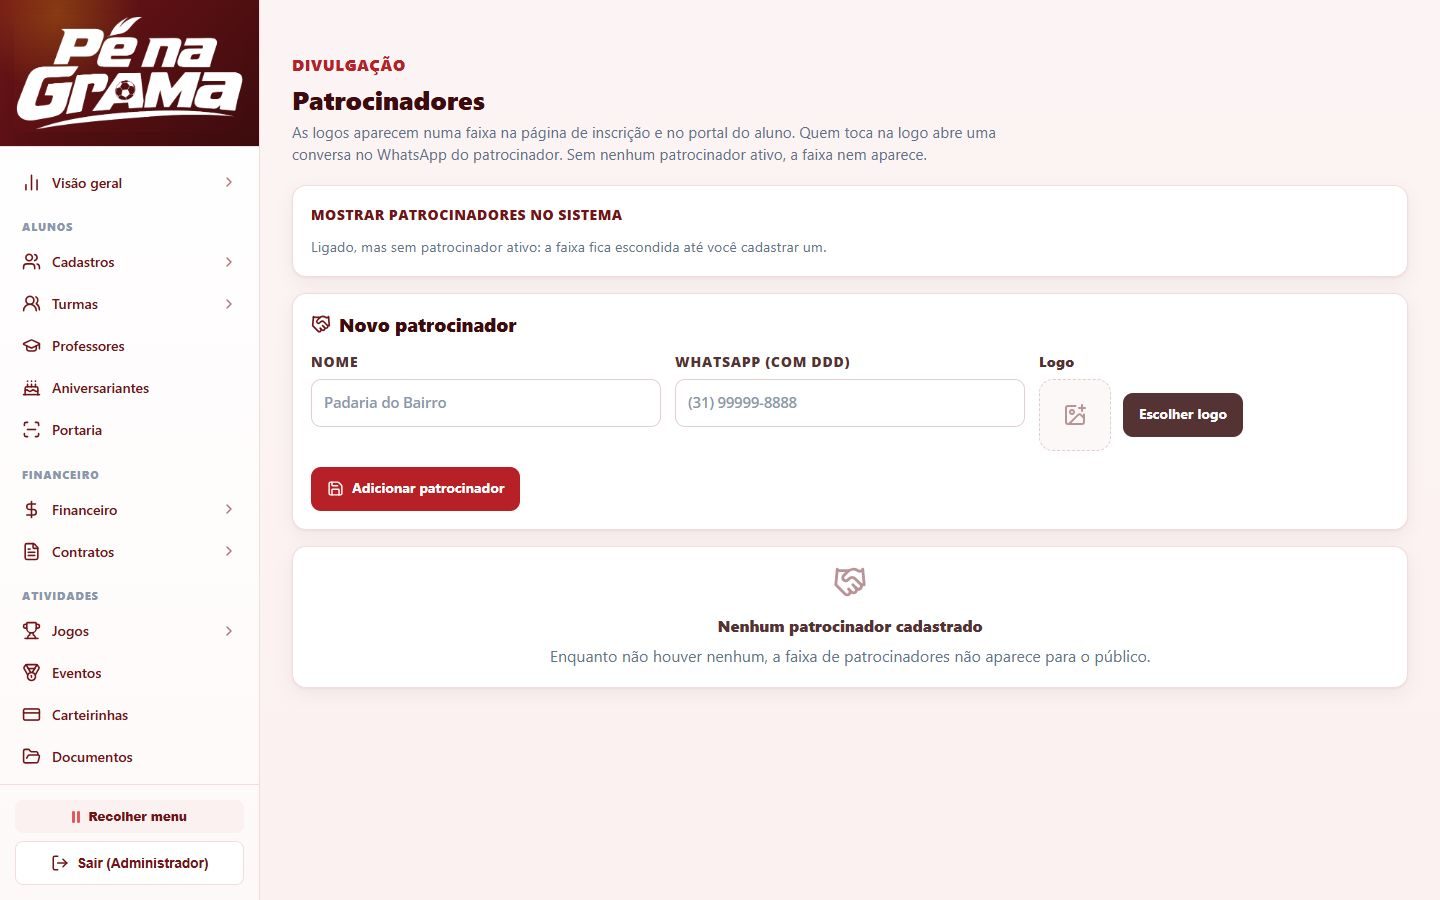 Pé na
Grama
Visão geral
ALUNOS
Cadastros
Turmas
Professores
Aniversariantes
Portaria
FINANCEIRO
Financeiro
Contratos
ATIVIDADES
Jogos
Eventos
Carteirinhas
Documentos
Recolher menu
Sair (Administrador)
DIVULGAÇÃO
Patrocinadores
As logos aparecem numa faixa na página de inscrição e no portal do aluno. Quem toca na logo abre uma
conversa no WhatsApp do patrocinador. Sem nenhum patrocinador ativo, a faixa nem aparece.
MOSTRAR PATROCINADORES NO SISTEMA
Ligado, mas sem patrocinador ativo: a faixa fica escondida até você cadastrar um.
Novo patrocinador
NOME
WHATSAPP (COM DDD)
Logo
Padaria do Bairro
(31) 99999-8888
Escolher logo
Adicionar patrocinador
Nenhum patrocinador cadastrado
Enquanto não houver nenhum, a faixa de patrocinadores não aparece para o público.